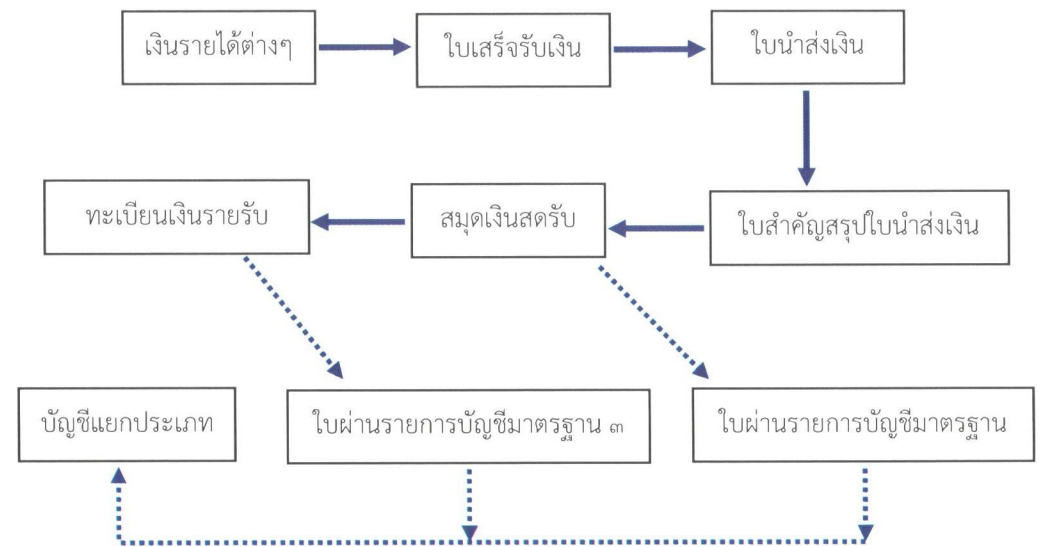 เงินรายได้ต่างๆ
ใบเสร็จรับเงิน
ใบนำส่งเงิน
ทะเบียนเงินรายรับ
สมุดเงินสดรับ
ใบสำคัญสรุปใบนำส่งเงิน
บัญชีแยกประเภท
ใบผ่านรายการบัญชีมาตรฐาน ๓
ใบผ่านรายการบัญชีมาตรฐาน